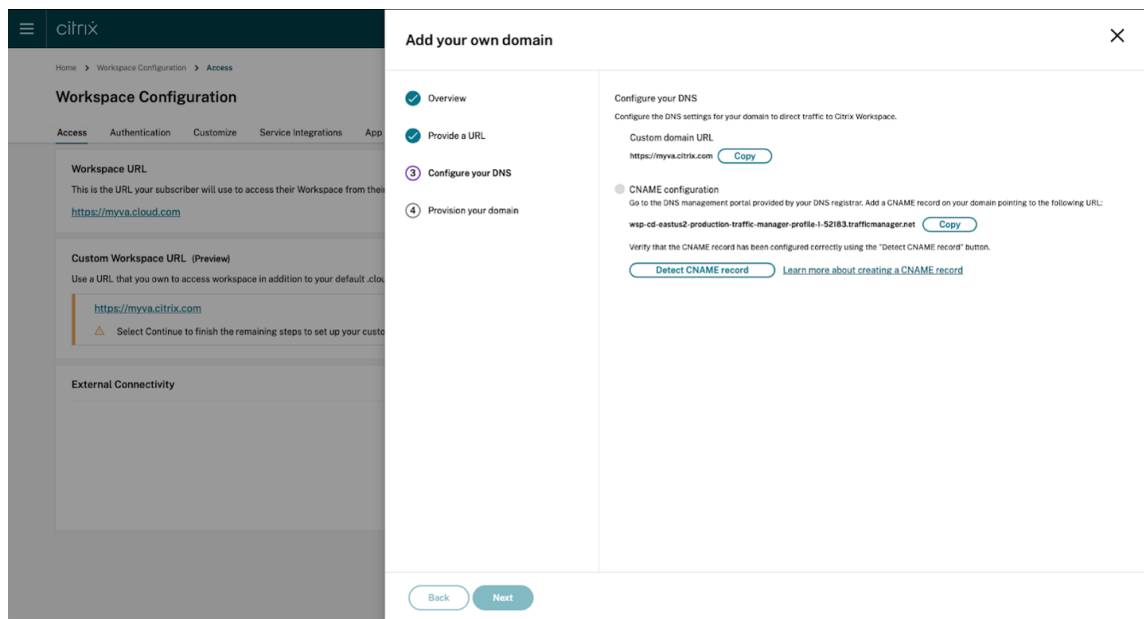 citrix
Home > Workspace Configuration > Access
Workspace Configuration
Access Authentication Customize Service Integrations App
Workspace URL
This is the URL your subscriber will use to access their Workspace from their
https://myva.cloud.com
Custom Workspace URL (Preview)
Use a URL that you own to access workspace in addition to your default .clou
https://myva.citrix.com
Select Continue to finish the remaining steps to set up your custo
External Connectivity
Add your own domain
Overview
Provide a URL
3 Configure your DNS
4 Provision your domain
Configure your DNS
Configure the DNS settings for your domain to direct traffic to Citrix Workspace.
Custom domain URL
https://myva.citrix.com Copy
CNAME configuration
Go to the DNS management portal provided by your DNS registrar. Add a CNAME record on your domain pointing to the following URL:
wsp-cd-eastus2-production-traffic-manager-profile-1-52183.trafficmanager.net Copy
Verify that the CNAME record has been configured correctly using the "Detect CNAME record" button.
Detect CNAME record Learn more about creating a CNAME record
Back Next